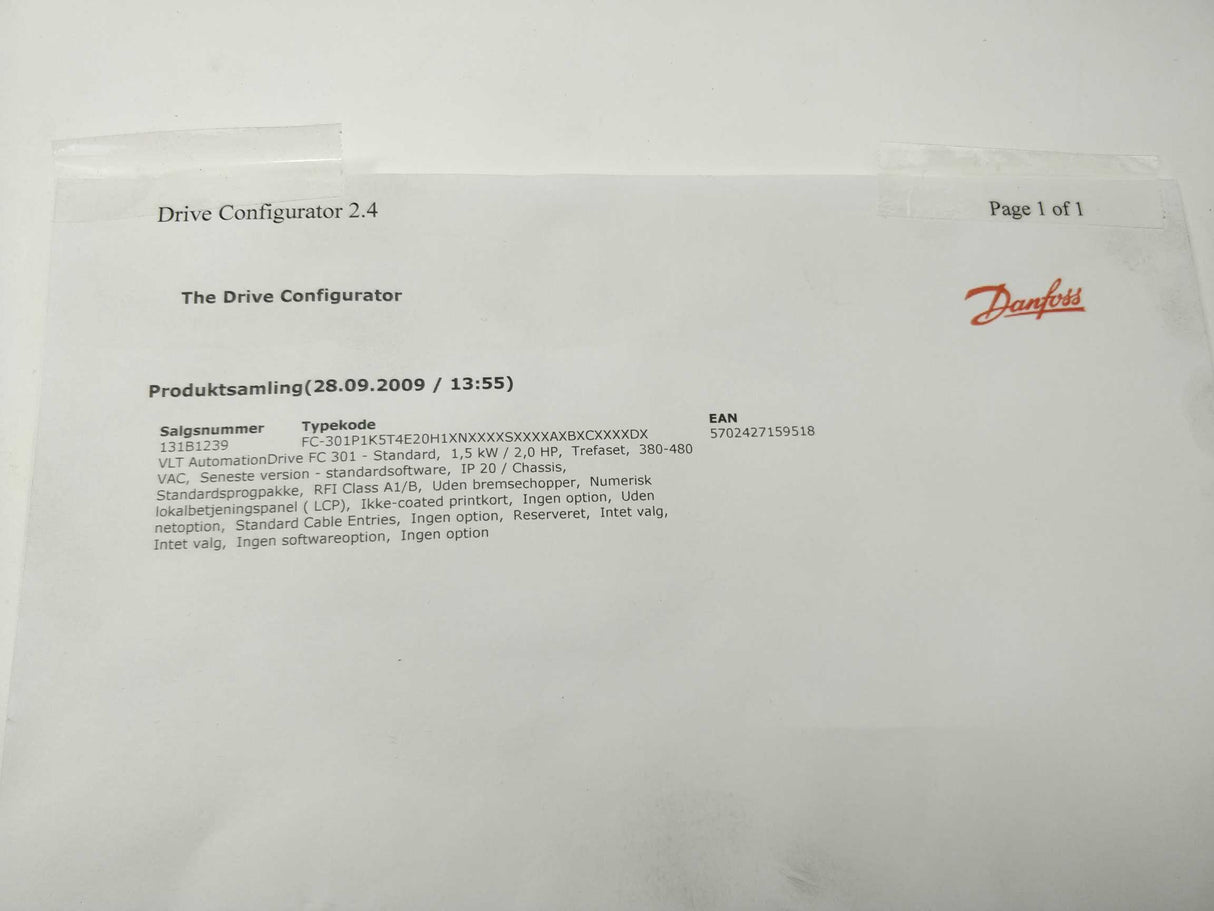 Drive Configurator 2.4
Page 1 of 1
The Drive Configurator
Danfoss
Produktsamling(28.09.2009 / 13:55)
Salgsnummer Typekode EAN
131B1239 FC-301P1K5T4E20H1XNXXXXSXXXXAXBXCXXXXDX 5702427159518
VLT AutomationDrive FC 301 - Standard, 1,5 kW / 2,0 HP, Trefaset, 380-480
VAC, Seneste version - standardsoftware, IP 20 / Chassis,
Standardsprogpakke, RFI Class A1/B, Uden bremsechopper, Numerisk
lokalbetjeningspanel ( LCP), Ikke-coated printkort, Ingen option, Uden
netoption, Standard Cable Entries, Ingen option, Reserveret, Intet valg,
Intet valg, Ingen softwareoption, Ingen option